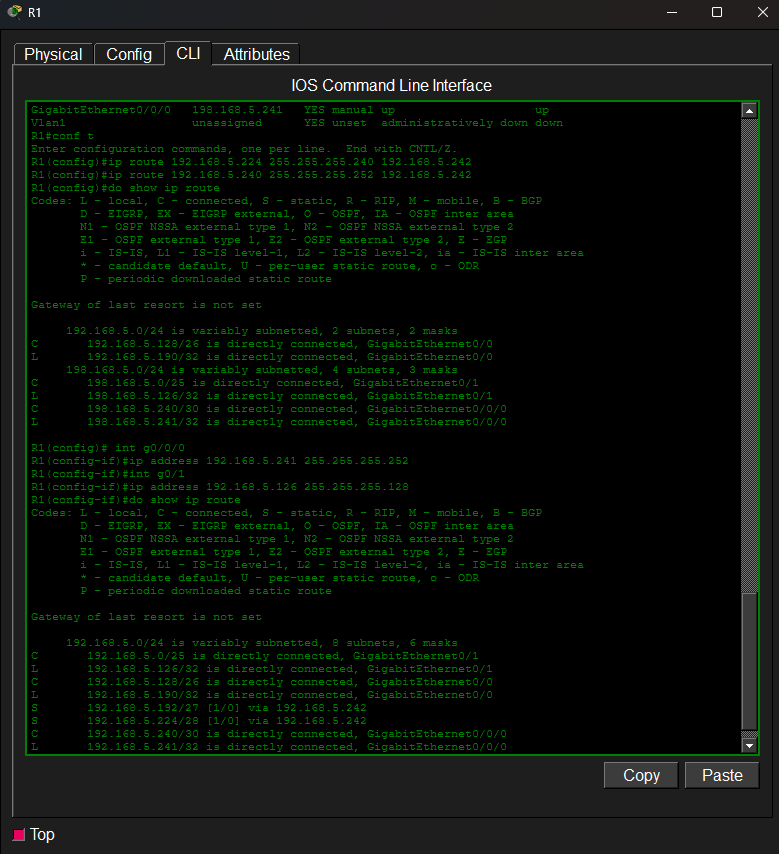 R1
Physical Config CLI Attributes
IOS Command Line Interface
GigabitEthernet0/0/0   198.168.5.241   YES manual up                    up
Vlan1                  unassigned      YES unset  administratively down down
R1#conf t
Enter configuration commands, one per line.  End with CNTL/Z.
R1(config)#ip route 192.168.5.224 255.255.255.240 192.168.5.242
R1(config)#ip route 192.168.5.240 255.255.255.252 192.168.5.242
R1(config)#do show ip route
Codes: L - local, C - connected, S - static, R - RIP, M - mobile, B - BGP
       D - EIGRP, EX - EIGRP external, O - OSPF, IA - OSPF inter area
       N1 - OSPF NSSA external type 1, N2 - OSPF NSSA external type 2
       E1 - OSPF external type 1, E2 - OSPF external type 2, E - EGP
       i - IS-IS, L1 - IS-IS level-1, L2 - IS-IS level-2, ia - IS-IS inter area
       * - candidate default, U - per-user static route, o - ODR
       P - periodic downloaded static route
Gateway of last resort is not set
     192.168.5.0/24 is variably subnetted, 2 subnets, 2 masks
C       192.168.5.128/26 is directly connected, GigabitEthernet0/0
L       192.168.5.190/32 is directly connected, GigabitEthernet0/0
     198.168.5.0/24 is variably subnetted, 4 subnets, 3 masks
C       198.168.5.0/25 is directly connected, GigabitEthernet0/1
L       198.168.5.126/32 is directly connected, GigabitEthernet0/1
C       198.168.5.240/30 is directly connected, GigabitEthernet0/0/0
L       198.168.5.241/32 is directly connected, GigabitEthernet0/0/0
R1(config)# int g0/0/0
R1(config-if)#ip address 192.168.5.241 255.255.255.252
R1(config-if)#int g0/1
R1(config-if)#ip address 192.168.5.126 255.255.255.128
R1(config-if)#do show ip route
Codes: L - local, C - connected, S - static, R - RIP, M - mobile, B - BGP
       D - EIGRP, EX - EIGRP external, O - OSPF, IA - OSPF inter area
       N1 - OSPF NSSA external type 1, N2 - OSPF NSSA external type 2
       E1 - OSPF external type 1, E2 - OSPF external type 2, E - EGP
       i - IS-IS, L1 - IS-IS level-1, L2 - IS-IS level-2, ia - IS-IS inter area
       * - candidate default, U - per-user static route, o - ODR
       P - periodic downloaded static route
Gateway of last resort is not set
     192.168.5.0/24 is variably subnetted, 8 subnets, 6 masks
C       192.168.5.0/25 is directly connected, GigabitEthernet0/1
L       192.168.5.126/32 is directly connected, GigabitEthernet0/1
C       192.168.5.128/26 is directly connected, GigabitEthernet0/0
L       192.168.5.190/32 is directly connected, GigabitEthernet0/0
S       192.168.5.192/27 [1/0] via 192.168.5.242
S       192.168.5.224/28 [1/0] via 192.168.5.242
C       192.168.5.240/30 is directly connected, GigabitEthernet0/0/0
L       192.168.5.241/32 is directly connected, GigabitEthernet0/0/0
Copy Paste
Top